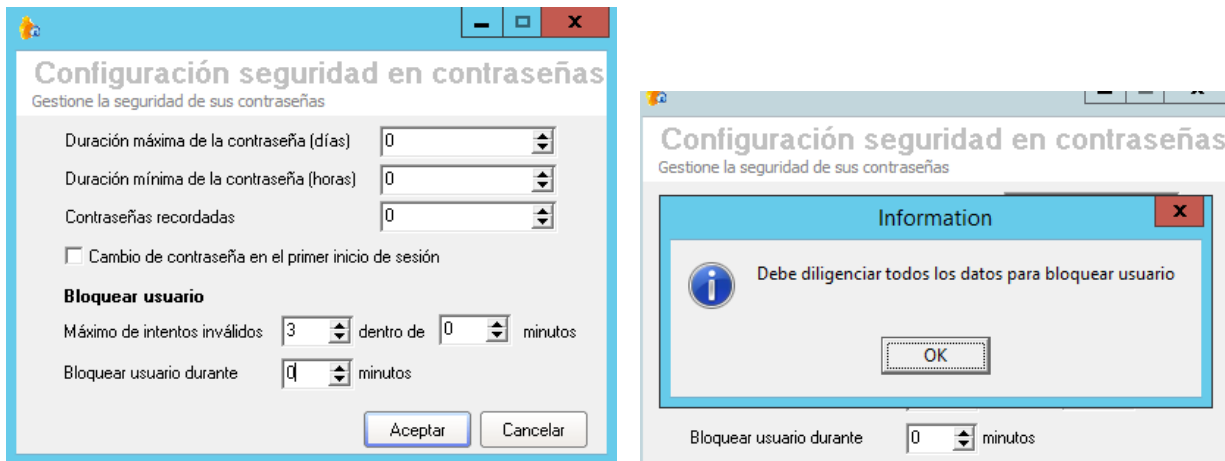 Configuración seguridad en contraseñas
Gestione la seguridad de sus contraseñas
Duración máxima de la contraseña (días) 0
Duración mínima de la contraseña (horas) 0
Contraseñas recordadas 0
Cambio de contraseña en el primer inicio de sesión
Bloquear usuario
Máximo de intentos inválidos 3 dentro de 0 minutos
Bloquear usuario durante 0 minutos
Aceptar Cancelar
Configuración seguridad en contraseñas
Gestione la seguridad de sus contraseñas
Information
Debe diligenciar todos los datos para bloquear usuario
OK
Bloquear usuario durante 0 minutos